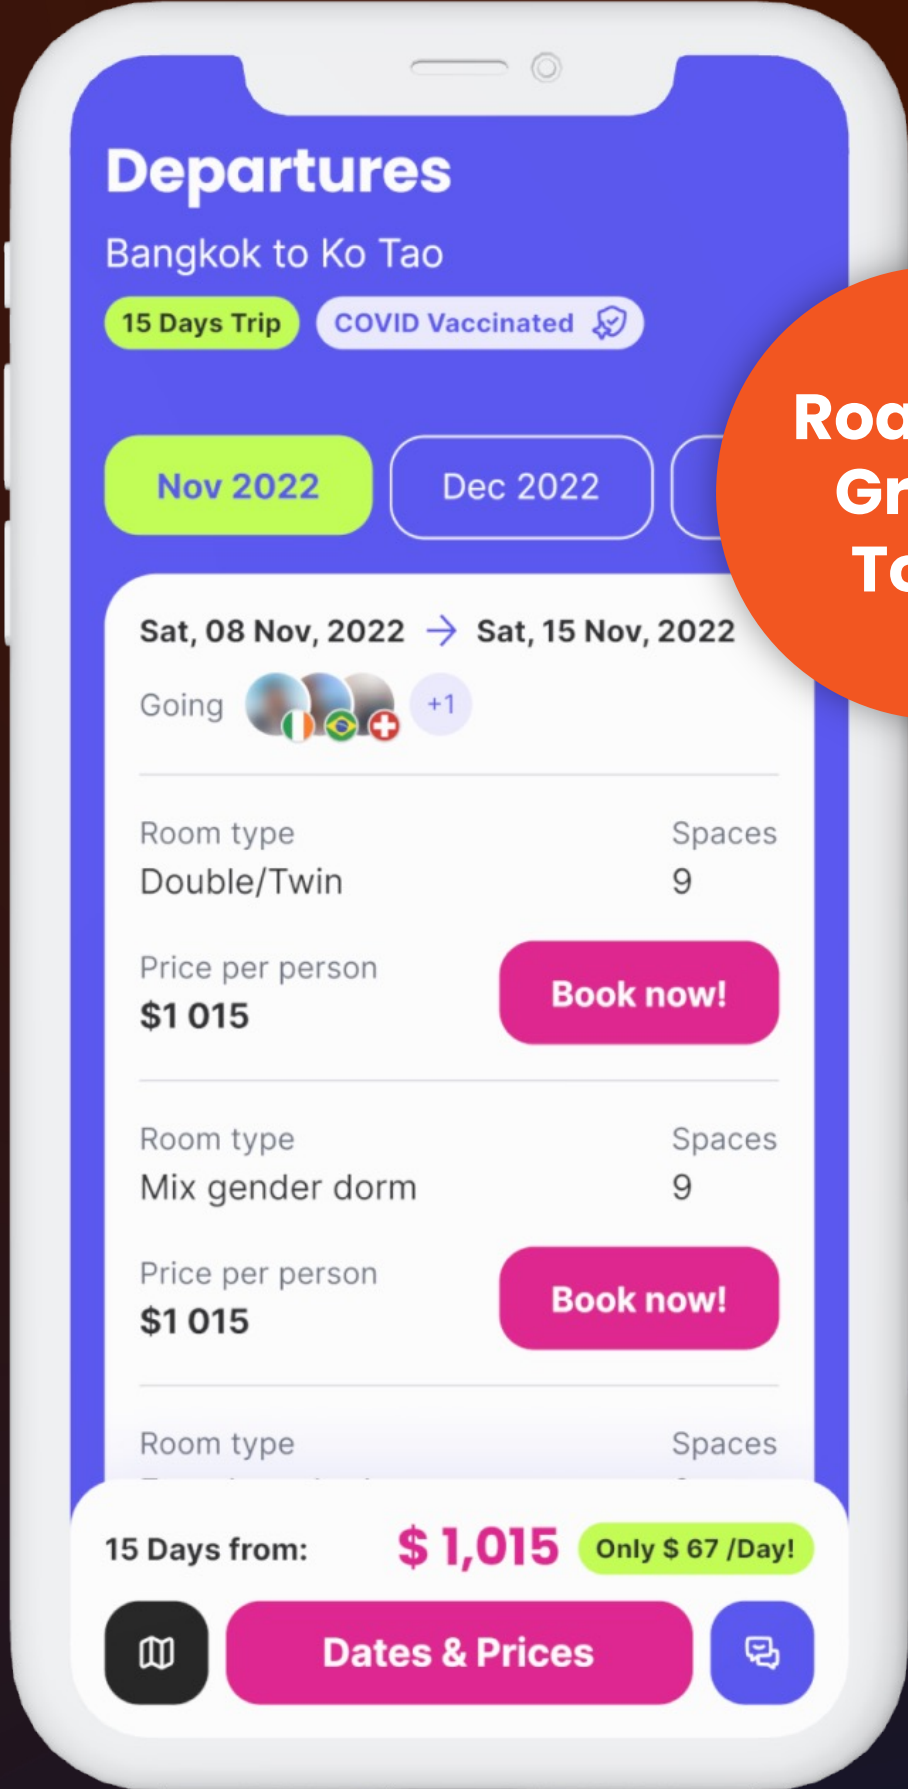 Departures
Bangkok to Ko Tao
15 Days Trip
COVID Vaccinated
Nov 2022
Dec 2022
Sat, 08 Nov, 2022 → Sat, 15 Nov, 2022
Going +1
Room type Spaces
Double/Twin 9
Price per person
$1 015
Book now!
Room type Spaces
Mix gender dorm 9
Price per person
$1 015
Book now!
Room type Spaces
15 Days from: $ 1,015 Only $ 67 /Day!
Dates & Prices